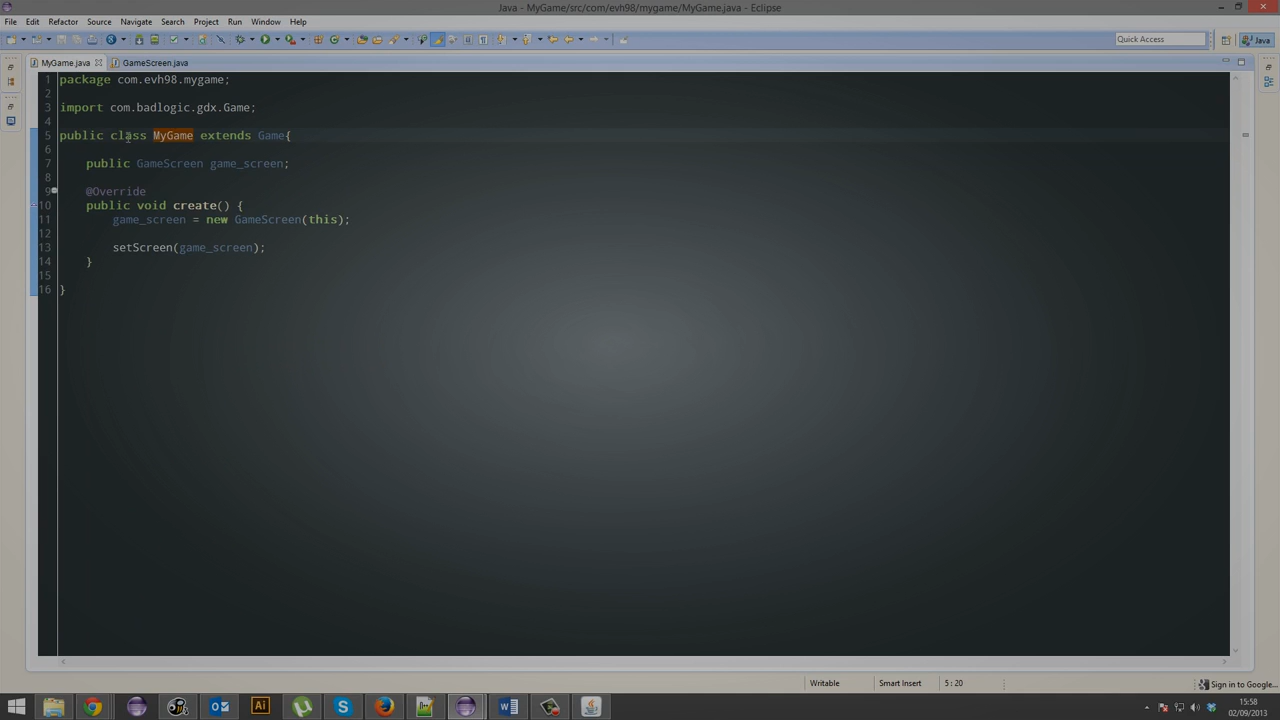 Java - MyGame/src/com/evh98/mygame/MyGame.java - Eclipse
File Edit Refactor Source Navigate Search Project Run Window Help
Quick Access
Java
MyGame.java GameScreen.java
1 package com.evh98.mygame;
2
3 import com.badlogic.gdx.Game;
4
5 public class MyGame extends Game{
6
7 public GameScreen game_screen;
8
9 @Override
10 public void create() {
11 game_screen = new GameScreen(this);
12
13 setScreen(game_screen);
14 }
15
16 }
Writable Smart Insert 5 : 20 Sign in to Google...
15:58
02/09/2013